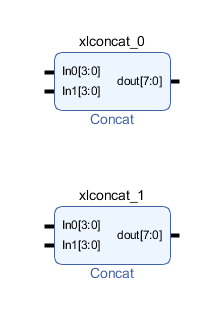 xlconcat_0
In0[3:0]
dout[7:0]
In1[3:0]
Concat
xlconcat_1
In0[3:0]
dout[7:0]
In1[3:0]
Concat